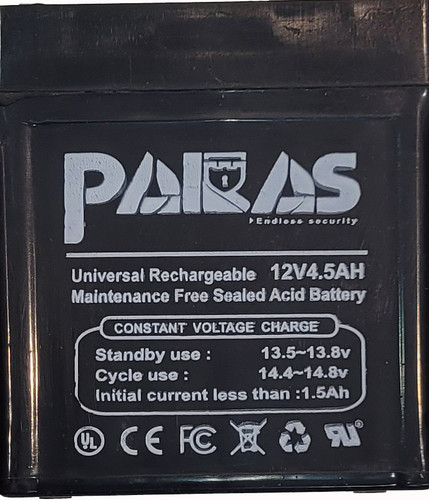 PARAS
Endless security
Universal Rechargeable 12V4.5AH
Maintenance Free Sealed Acid Battery
CONSTANT VOLTAGE CHARGE
Standby use : 13.5~13.8v
Cycle use : 14.4~14.8v
Initial current less than :1.5Ah
UL CE FC RU